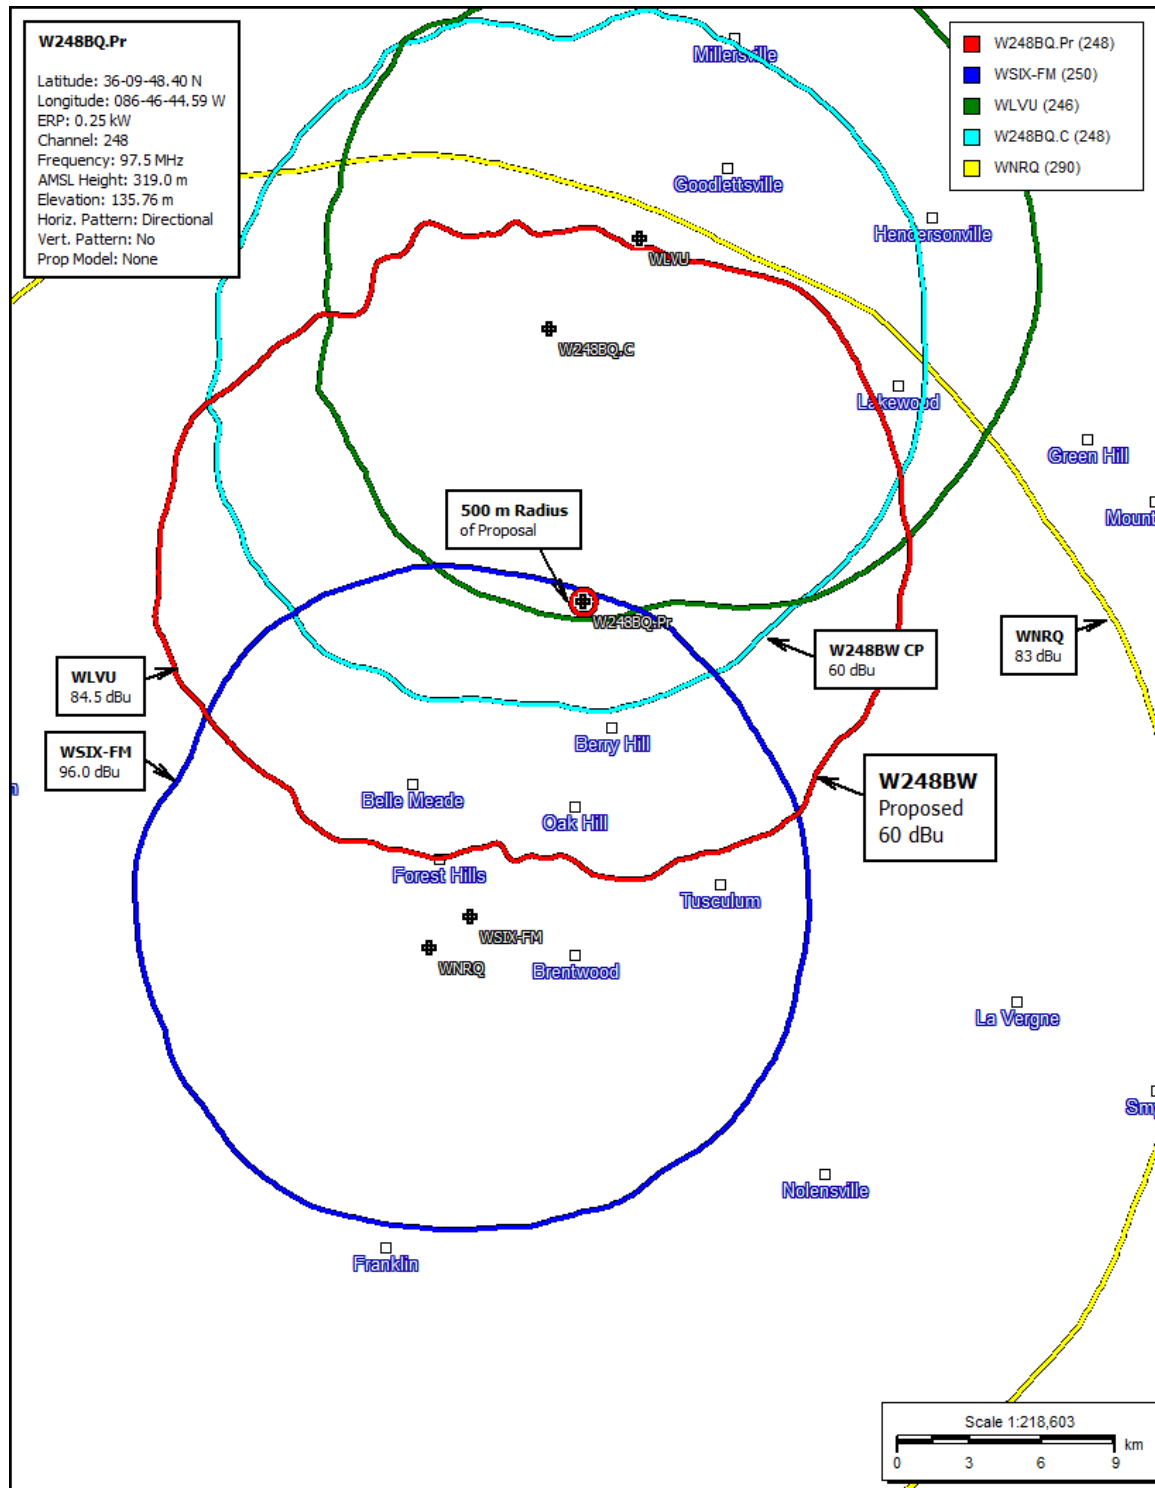 W248BQ.Pr
Latitude: 36-09-48.40 N
Longitude: 086-46-44.59 W
ERP: 0.25 kW
Channel: 248
Frequency: 97.5 MHz
AMSL Height: 319.0 m
Elevation: 135.76 m
Horiz. Pattern: Directional
Vert. Pattern: No
Prop Model: None
W248BQ.Pr (248)
WSIX-FM (250)
WLVU (246)
W248BQ.C (248)
WNRQ (290)
Millersville
Goodlettsville
Hendersonville
WLVU
W248BQ.C
Lakewood
Green Hill
Mount
500 m Radius
of Proposal
W248BQ.Pr
W248BW CP
60 dBu
WNRQ
83 dBu
WLVU
84.5 dBu
WSIX-FM
96.0 dBu
Berry Hill
Belle Meade
Oak Hill
W248BW
Proposed
60 dBu
Forest Hills
Tusculum
WSIX-FM
WNRQ
Brentwood
La Vergne
Smy
Nolensville
Franklin
Scale 1:218,603
km
0 3 6 9